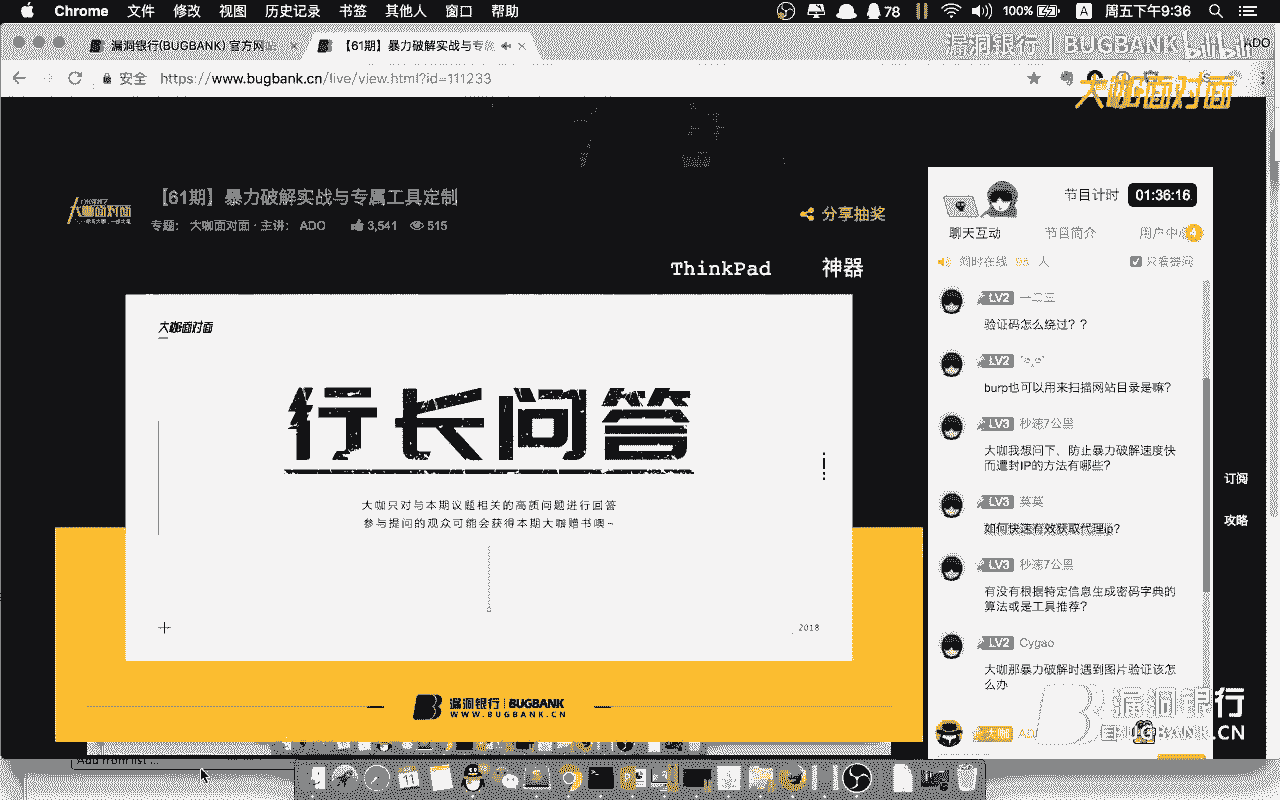 Chrome 文件 修改 视图 历史记录 书签 其他人 窗口 帮助
78 100% A 周五下午9:36
漏洞银行(BUGBANK) 官方网站
【61期】暴力破解实战与专属
漏洞银行 | BUGBANK bilibili
ADO
安全 https://www.bugbank.cn/live/view.html?id=111233
大咖面对面
大咖面对面
【61期】暴力破解实战与专属工具定制
专题: 大咖面对面 · 主讲: ADO 3,541 515
分享抽奖
ThinkPad 神器
大咖面对面
行长问答
大咖只对与本期议题相关的高质问题进行回答
参与提问的观众可能会获得本期大咖赠书噢~
2018
漏洞银行 | BUGBANK
WWW.BUGBANK.CN
节目计时 01:36:16
聊天互动 节目简介 用户中心 4
同时在线 人 只看提问
LV2 一二三
验证码怎么绕过？？
LV2
burp也可以用来扫描网站目录是嘛?
LV3 秒速7公里
大咖我想问下、防止暴力破解速度快
而遭封IP的方法有哪些?
LV3 莫莫
如何快速有效获取代理ip?
LV3 秒速7公里
有没有根据特定信息生成密码字典的
算法或是工具推荐?
LV2 Cygao
大咖那暴力破解时遇到图片验证该怎
么办
大咖 AD
订阅
攻略
漏洞银行
BUGBANK.CN
Add from list ...